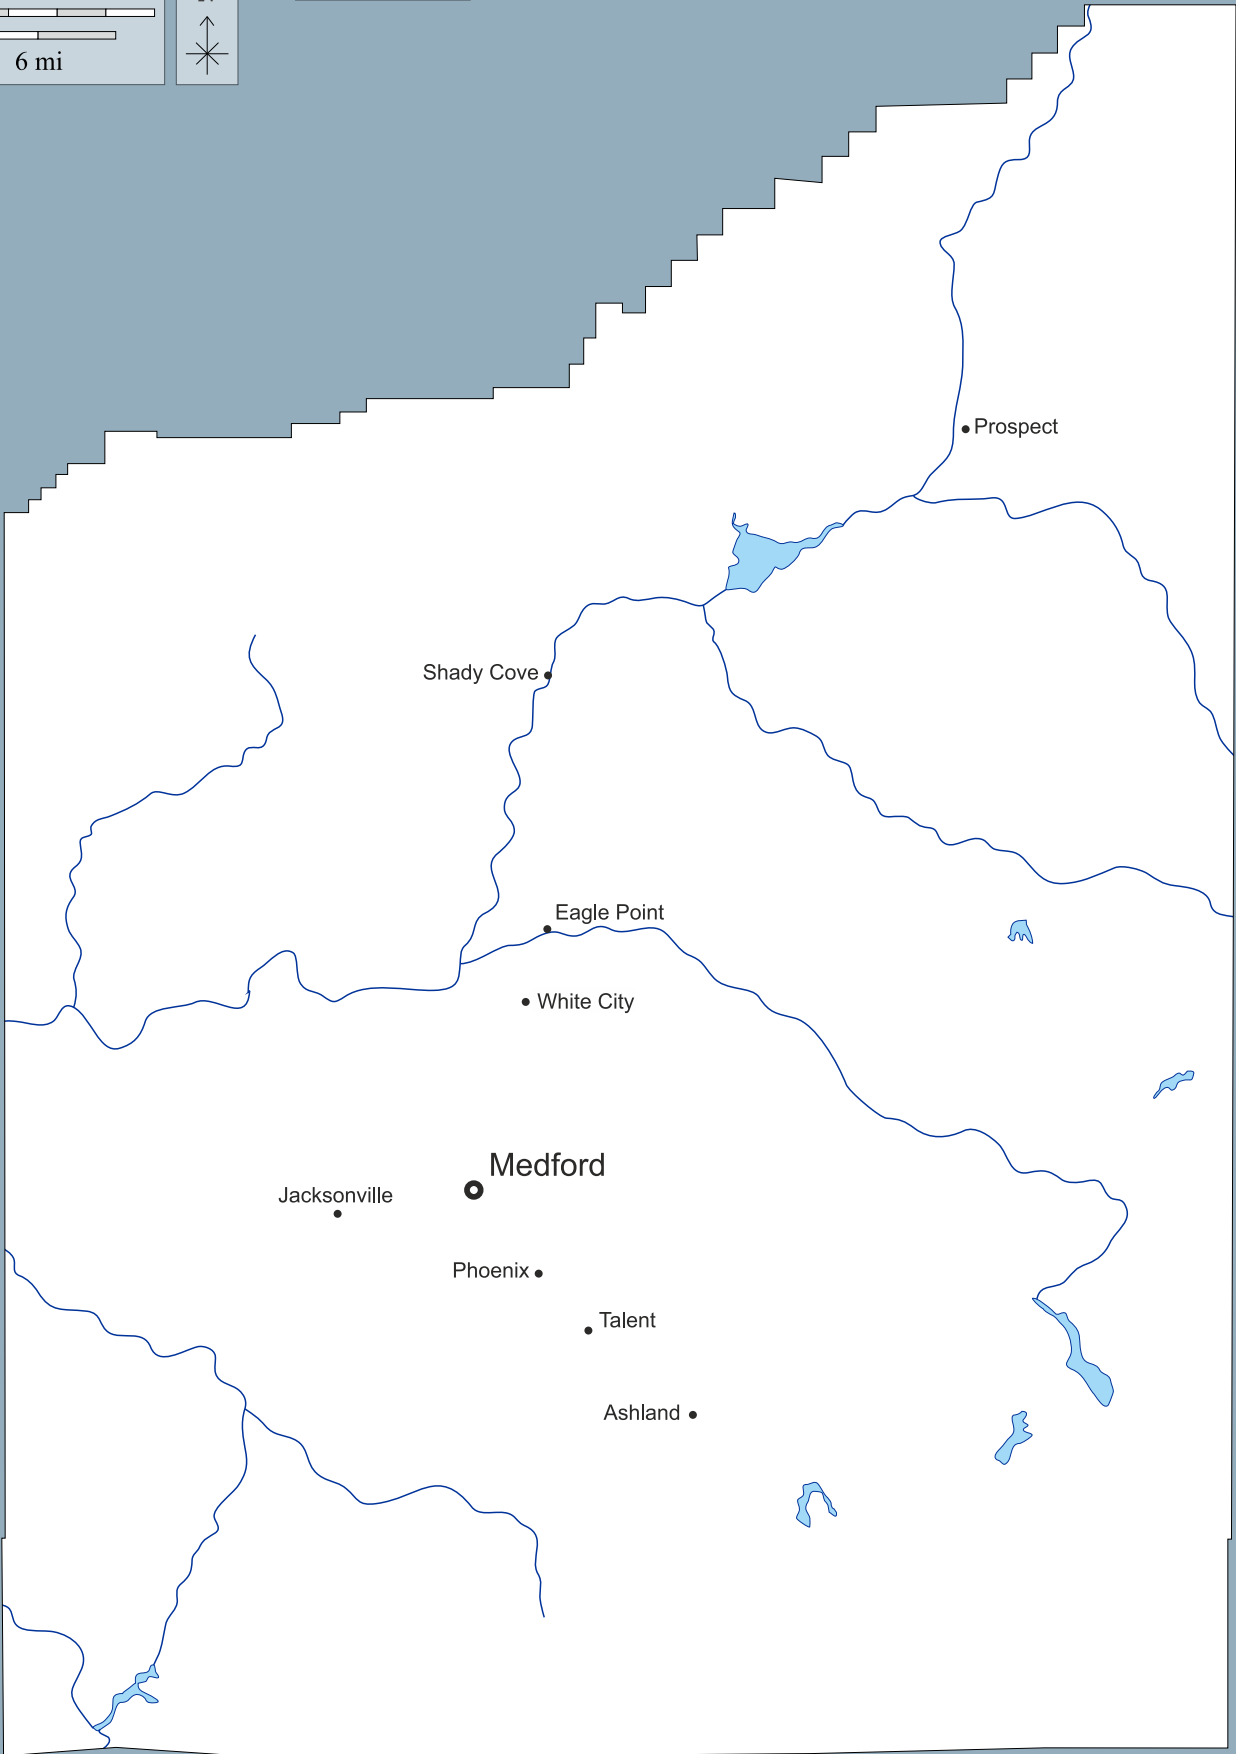 6 mi
Prospect
Shady Cove
Eagle Point
White City
Medford
Jacksonville
Phoenix
Talent
Ashland